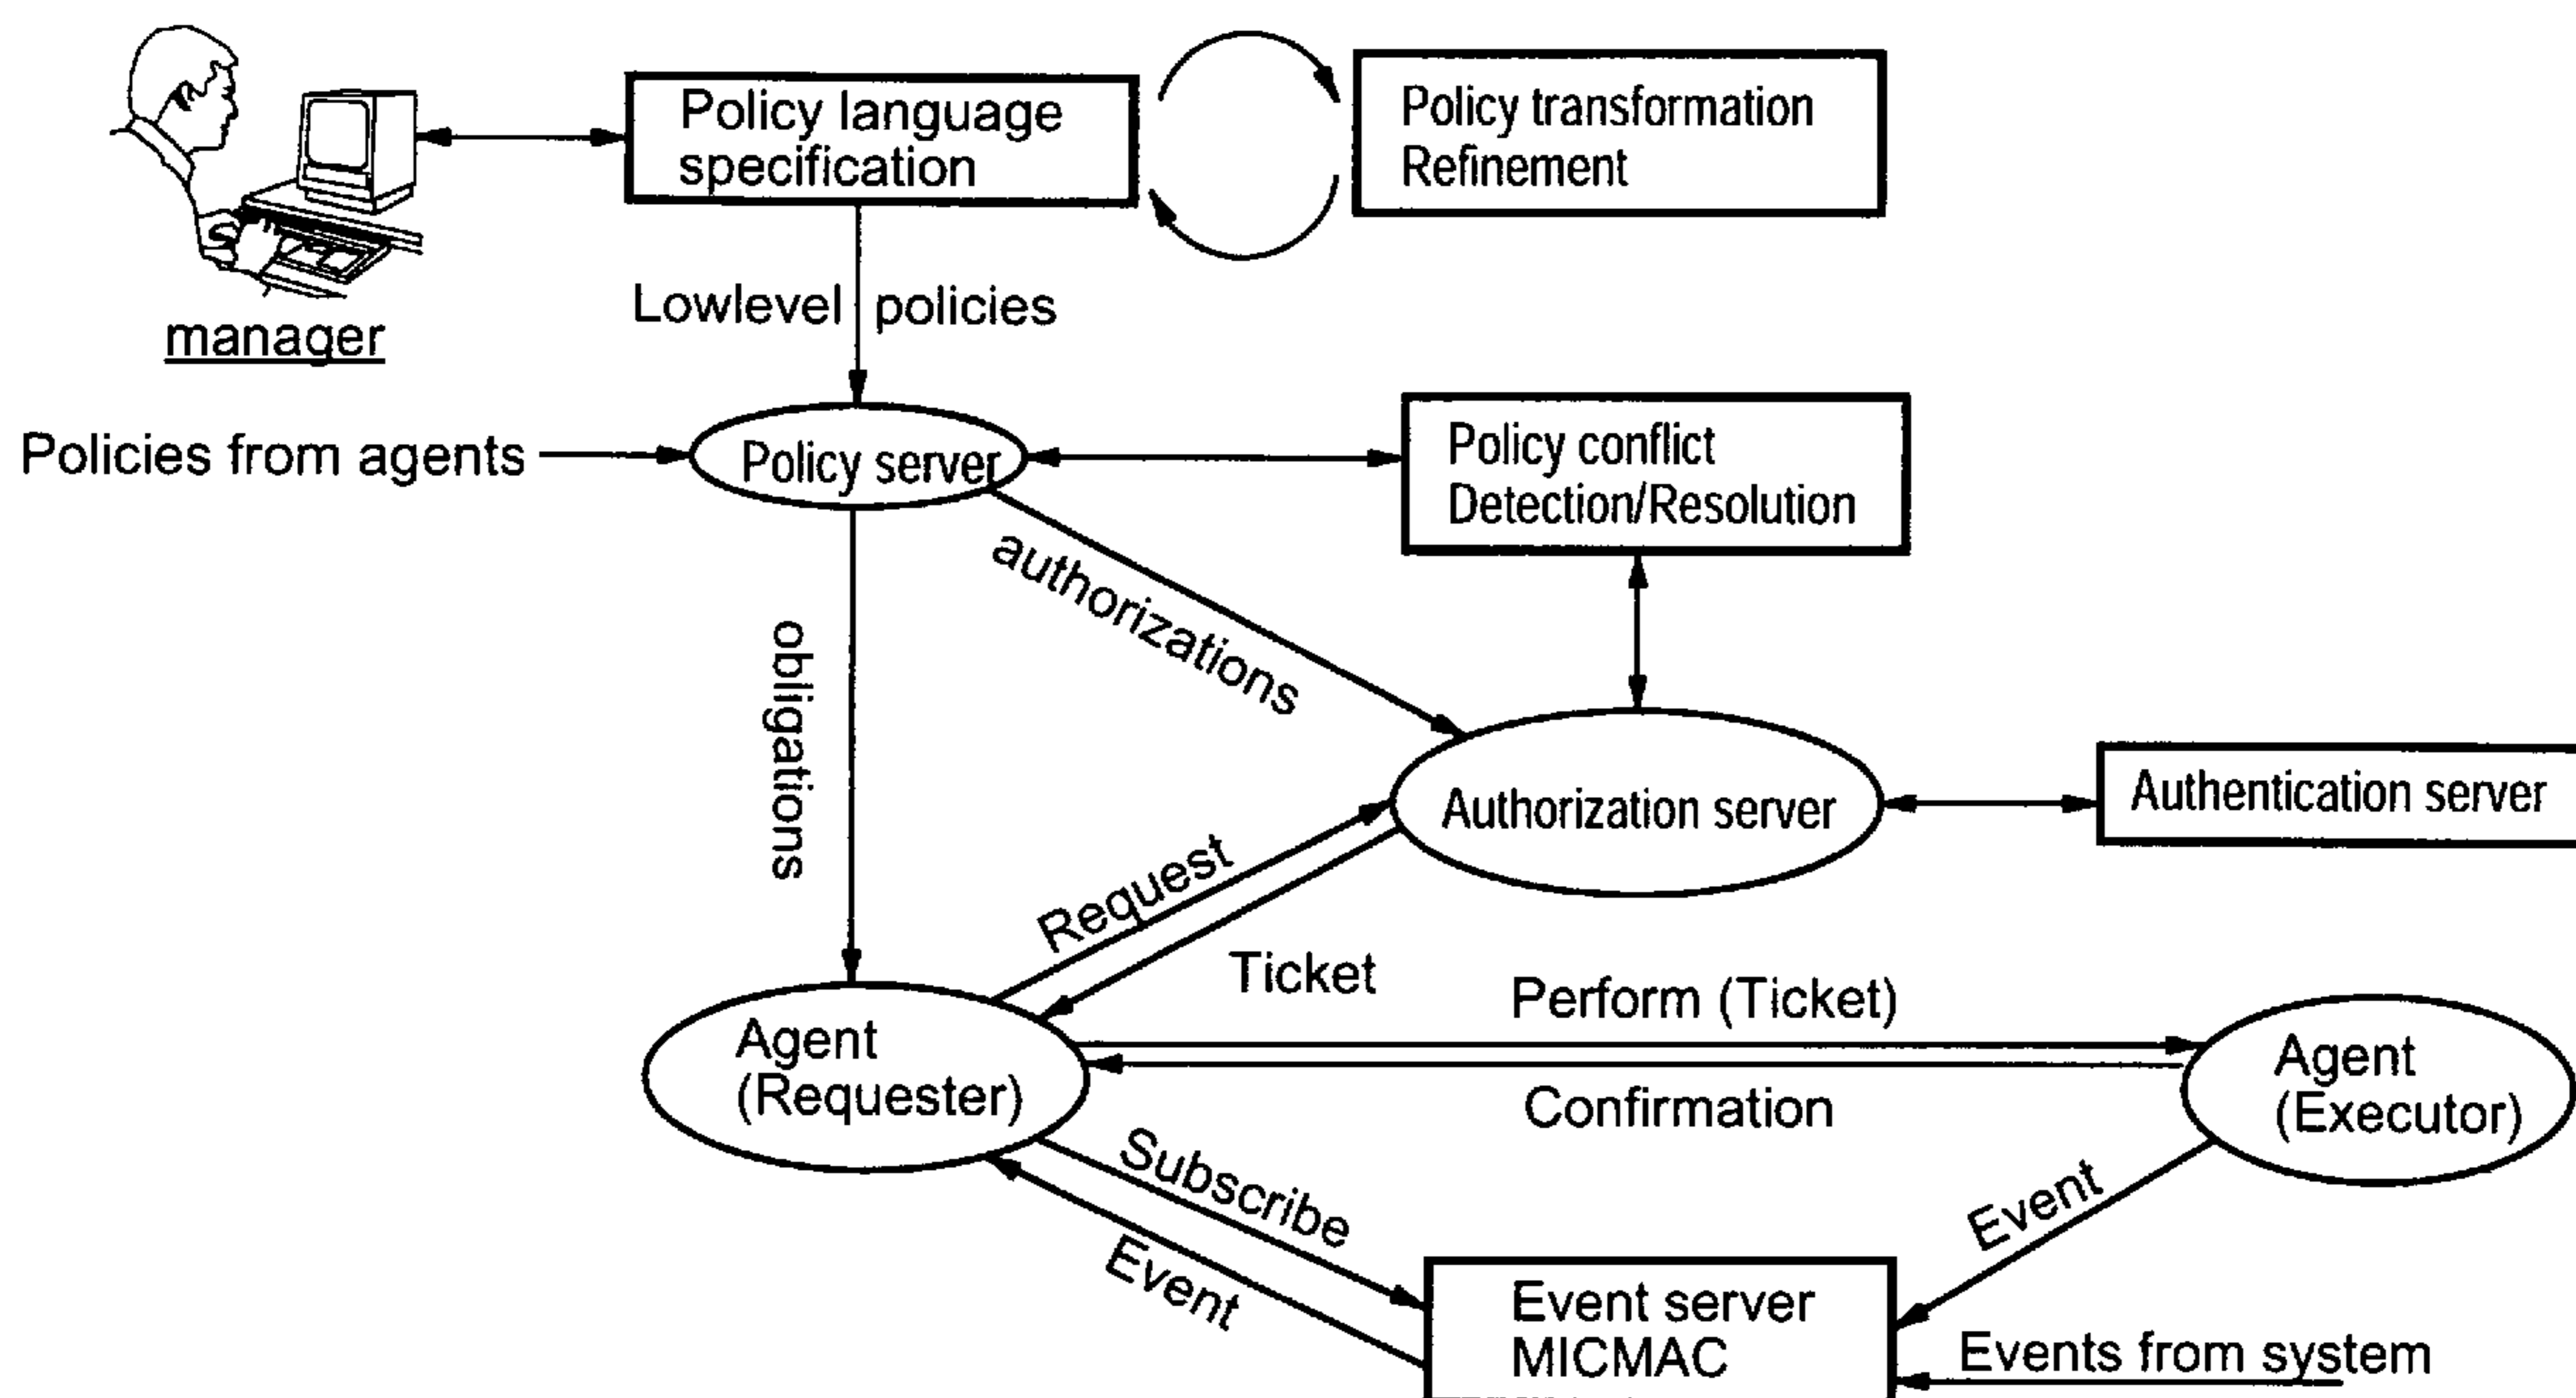 Policy language
specification
Policy transformation
Refinement
manager
Lowlevel policies
Policies from agents
Policy server
Policy conflict
Detection/Resolution
authorizations
obligations
Authorization server
Authentication server
Request
Ticket
Perform (Ticket)
Agent
(Requester)
Agent
(Executor)
Confirmation
Subscribe
Event
Event
Event server
MICMAC
Events from system